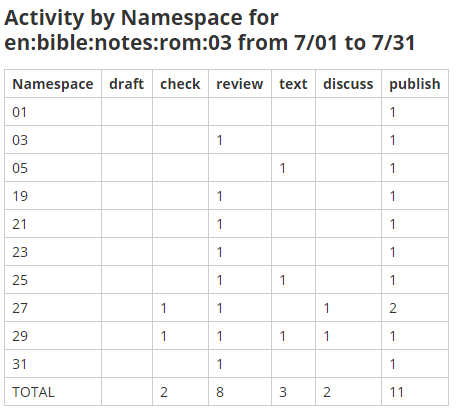 Activity by Namespace for
en:bible:notes:rom:03 from 7/01 to 7/31
Namespace draft check review text discuss publish
01 1
03 1 1
05 1 1
19 1 1
21 1 1
23 1 1
25 1 1 1
27 1 1 1 2
29 1 1 1 1 1
31 1 1
TOTAL 2 8 3 2 11